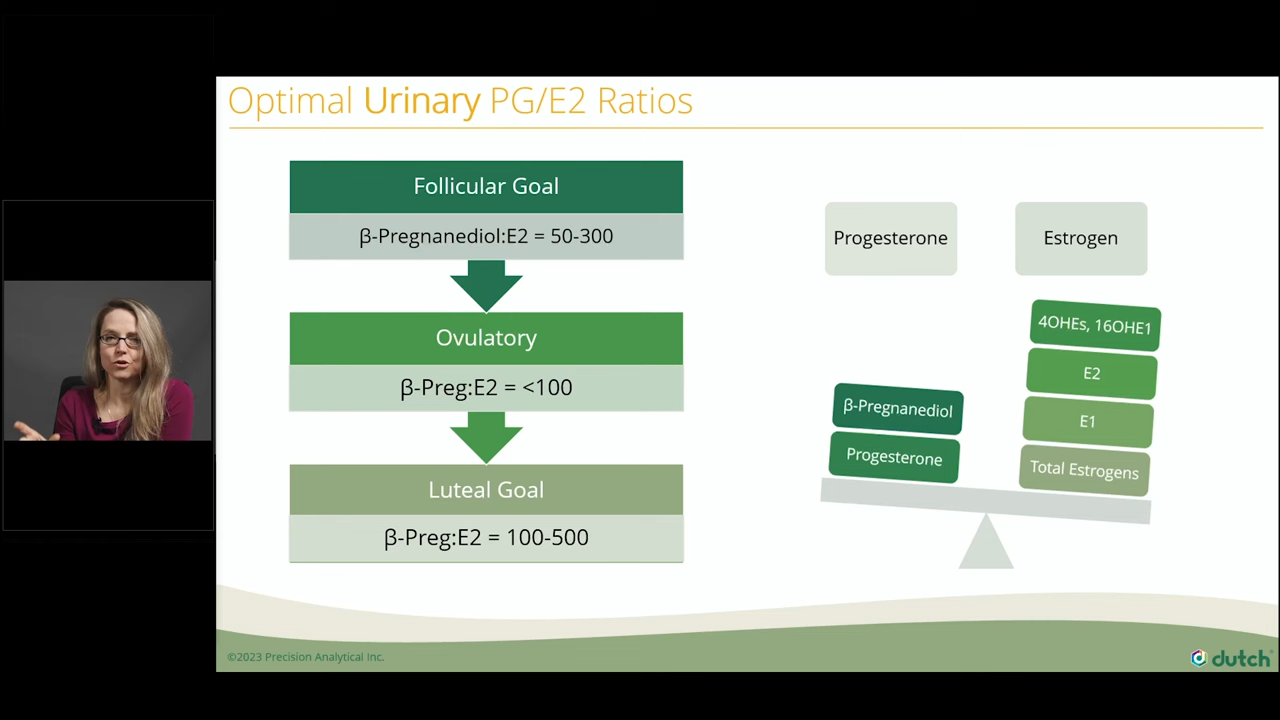 Optimal Urinary PG/E2 Ratios
Follicular Goal
β-Pregnanediol:E2 = 50-300
Ovulatory
β-Preg:E2 = <100
Luteal Goal
β-Preg:E2 = 100-500
Progesterone
Estrogen
β-Pregnanediol
Progesterone
4OHEs, 16OHE1
E2
E1
Total Estrogens
©2023 Precision Analytical Inc.
dutch